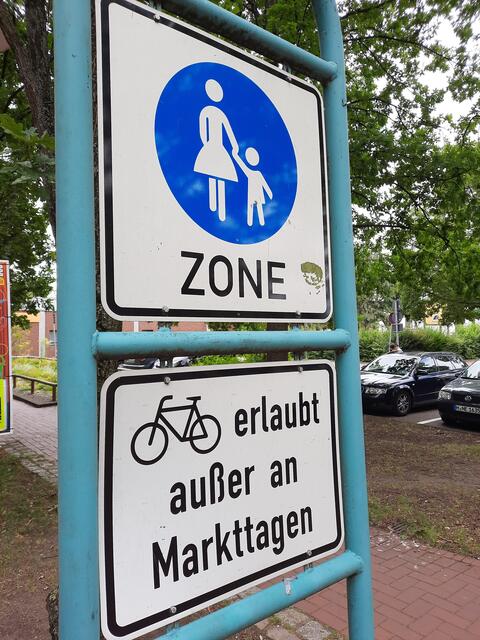 ZONE
erlaubt
außer an
Markttagen